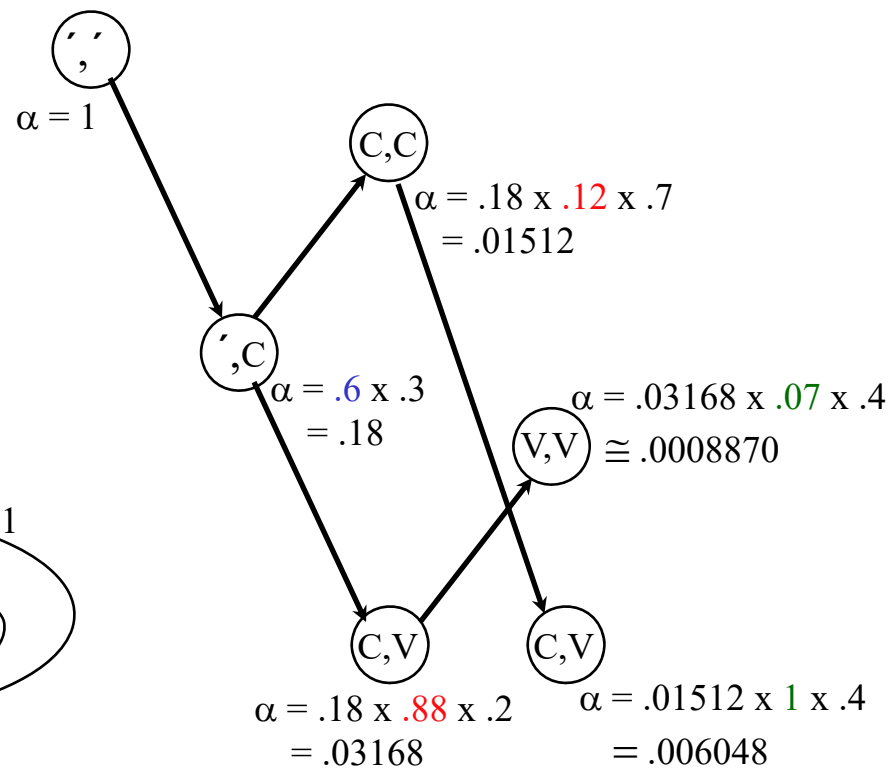 ´,´
α = 1
C,C
α = .18 x .12 x .7
= .01512
´,C
α = .6 x .3
= .18
α = .03168 x .07 x .4
V,V ≅ .0008870
1
C,V
C,V
α = .18 x .88 x .2
= .03168
α = .01512 x 1 x .4
= .006048